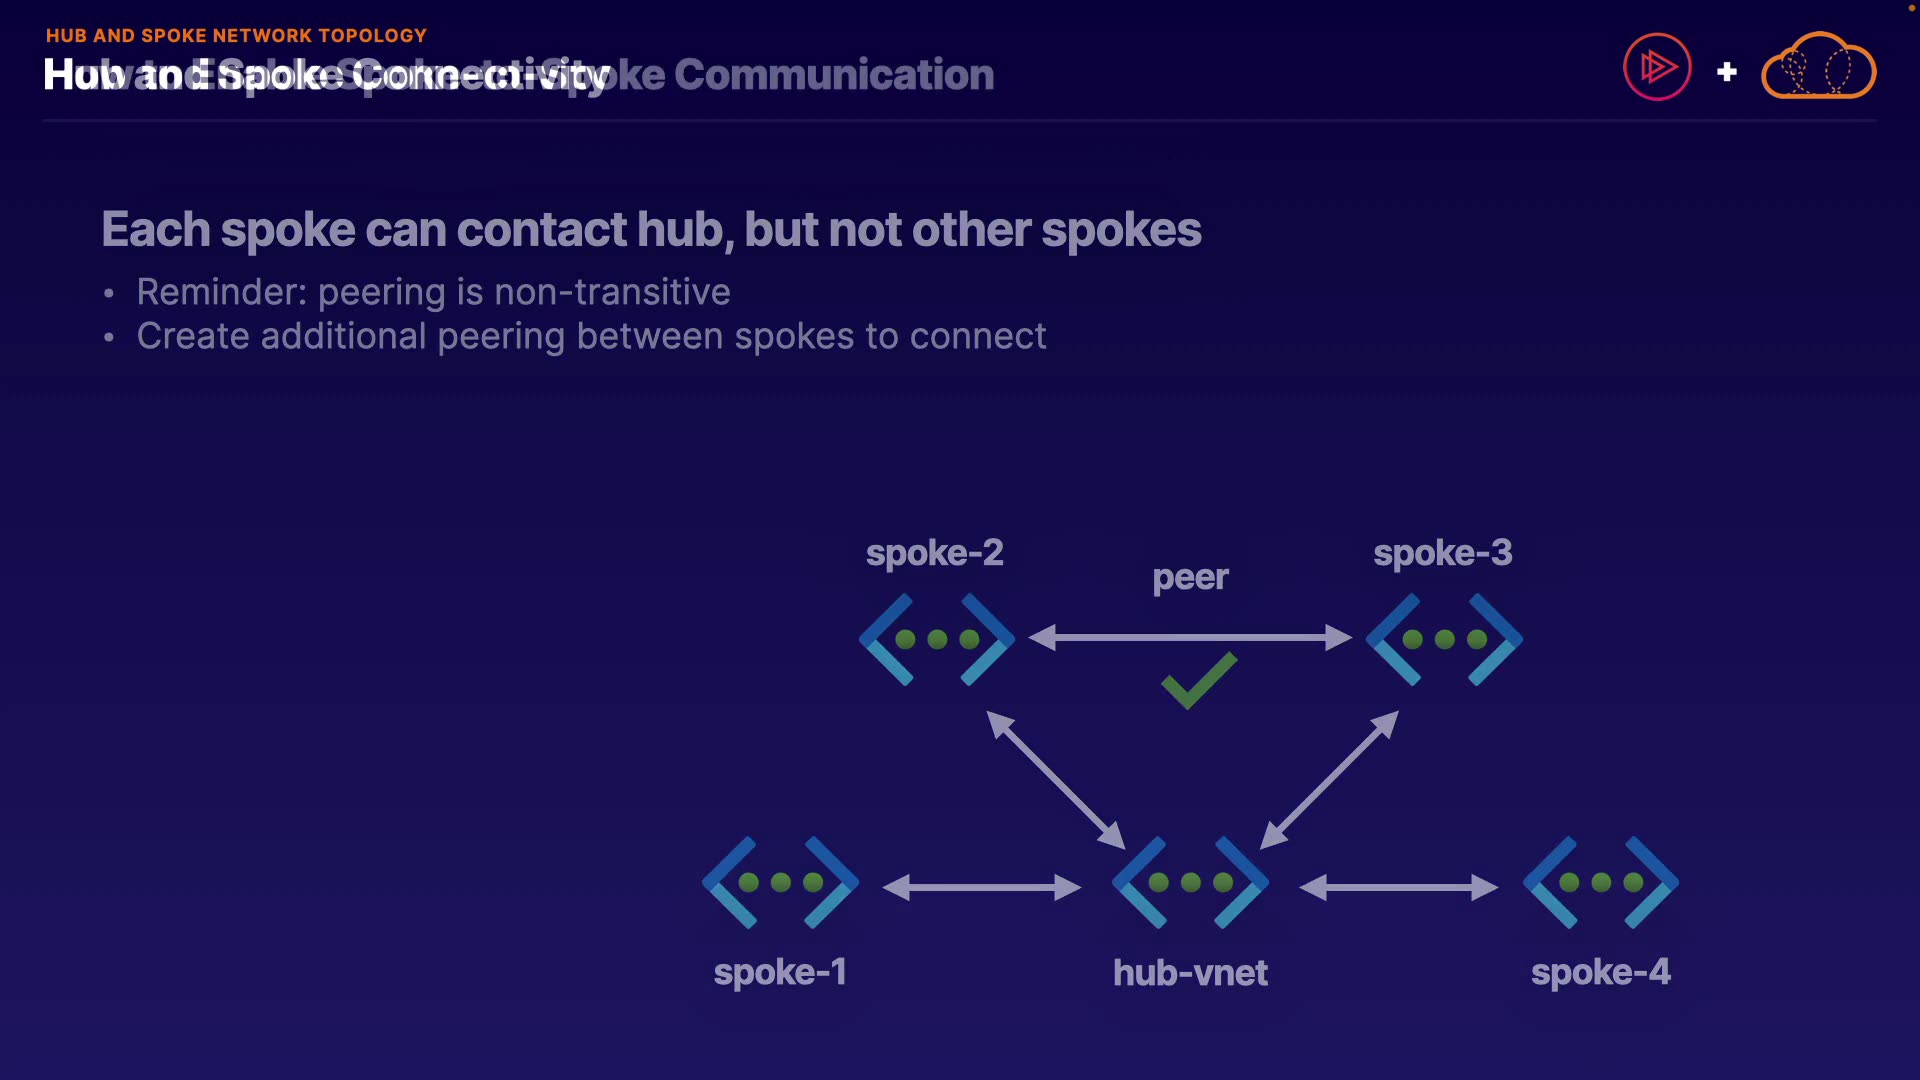 HUB AND SPOKE NETWORK TOPOLOGY
Hub and Spoke Connectivity
Spoke Communication
Each spoke can contact hub, but not other spokes
• Reminder: peering is non-transitive
• Create additional peering between spokes to connect
spoke-2
spoke-3
peer
spoke-1
hub-vnet
spoke-4